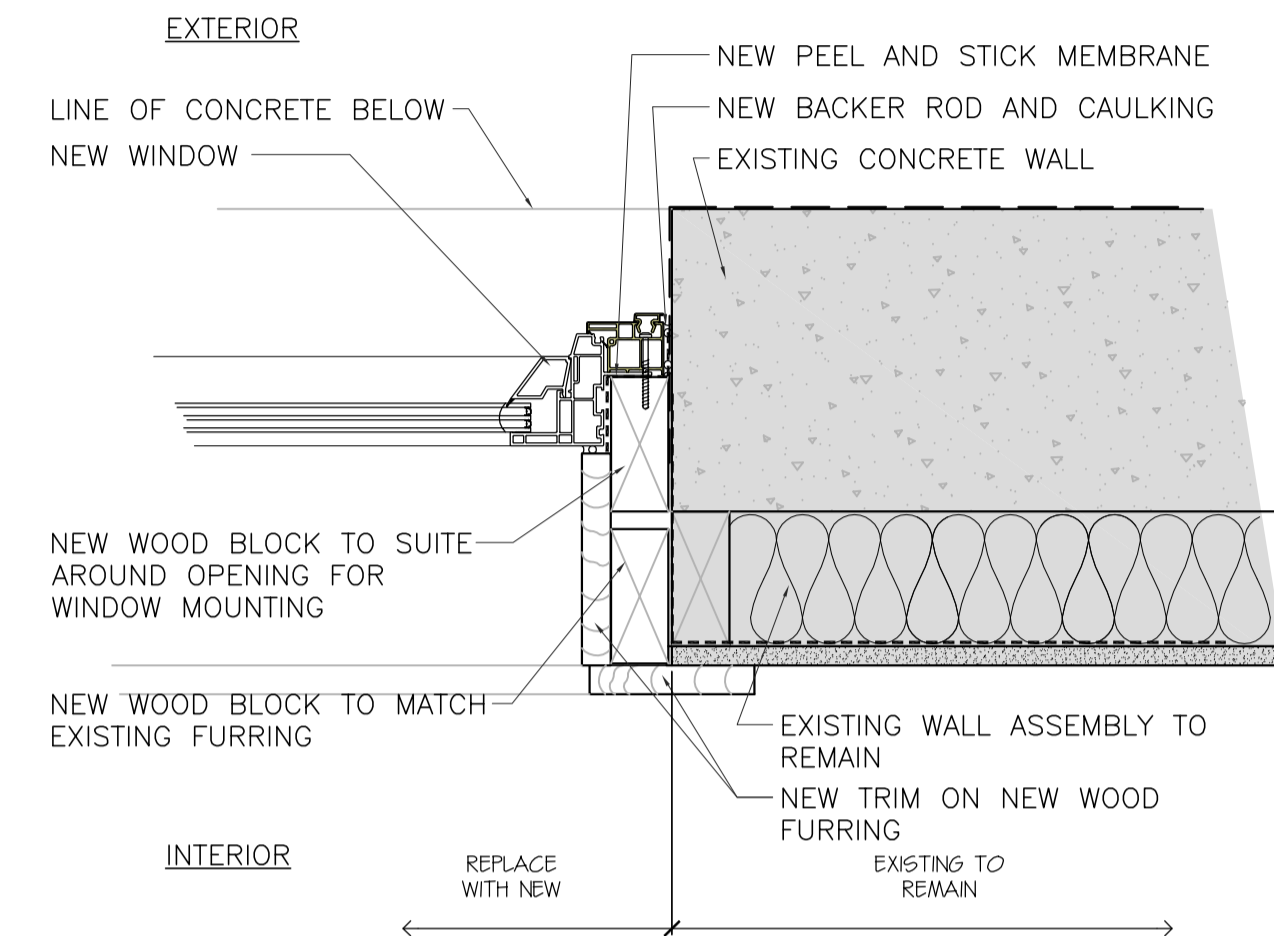 EXTERIOR
NEW PEEL AND STICK MEMBRANE
LINE OF CONCRETE BELOW
NEW BACKER ROD AND CAULKING
NEW WINDOW
EXISTING CONCRETE WALL
NEW WOOD BLOCK TO SUITE
AROUND OPENING FOR
WINDOW MOUNTING
NEW WOOD BLOCK TO MATCH
EXISTING FURRING
EXISTING WALL ASSEMBLY TO
REMAIN
NEW TRIM ON NEW WOOD
FURRING
INTERIOR
REPLACE
WITH NEW
EXISTING TO
REMAIN